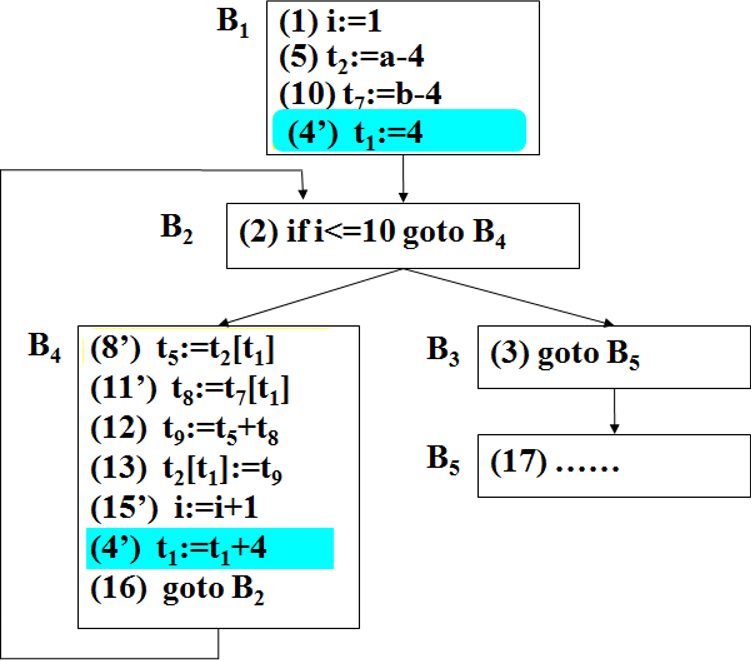 B₁
(1) i:=1
(5) t₂:=a-4
(10) t₇:=b-4
(4’) t₁:=4
B₂
(2) if i<=10 goto B₄
B₄
(8’) t₅:=t₂[t₁]
(11’) t₈:=t₇[t₁]
(12) t₉:=t₅+t₈
(13) t₂[t₁]:=t₉
(15’) i:=i+1
(4’) t₁:=t₁+4
(16) goto B₂
B₃
(3) goto B₅
B₅
(17) ……